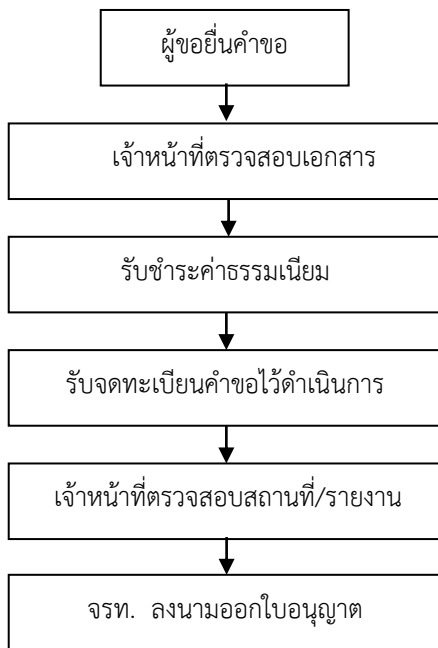 ผู้ขอยื่นคำขอ
เจ้าหน้าที่ตรวจสอบเอกสาร
รับชำระค่าธรรมเนียม
รับจดทะเบียนคำขอไว้ดำเนินการ
เจ้าหน้าที่ตรวจสอบสถานที่/รายงาน
จรท. ลงนามออกใบอนุญาต